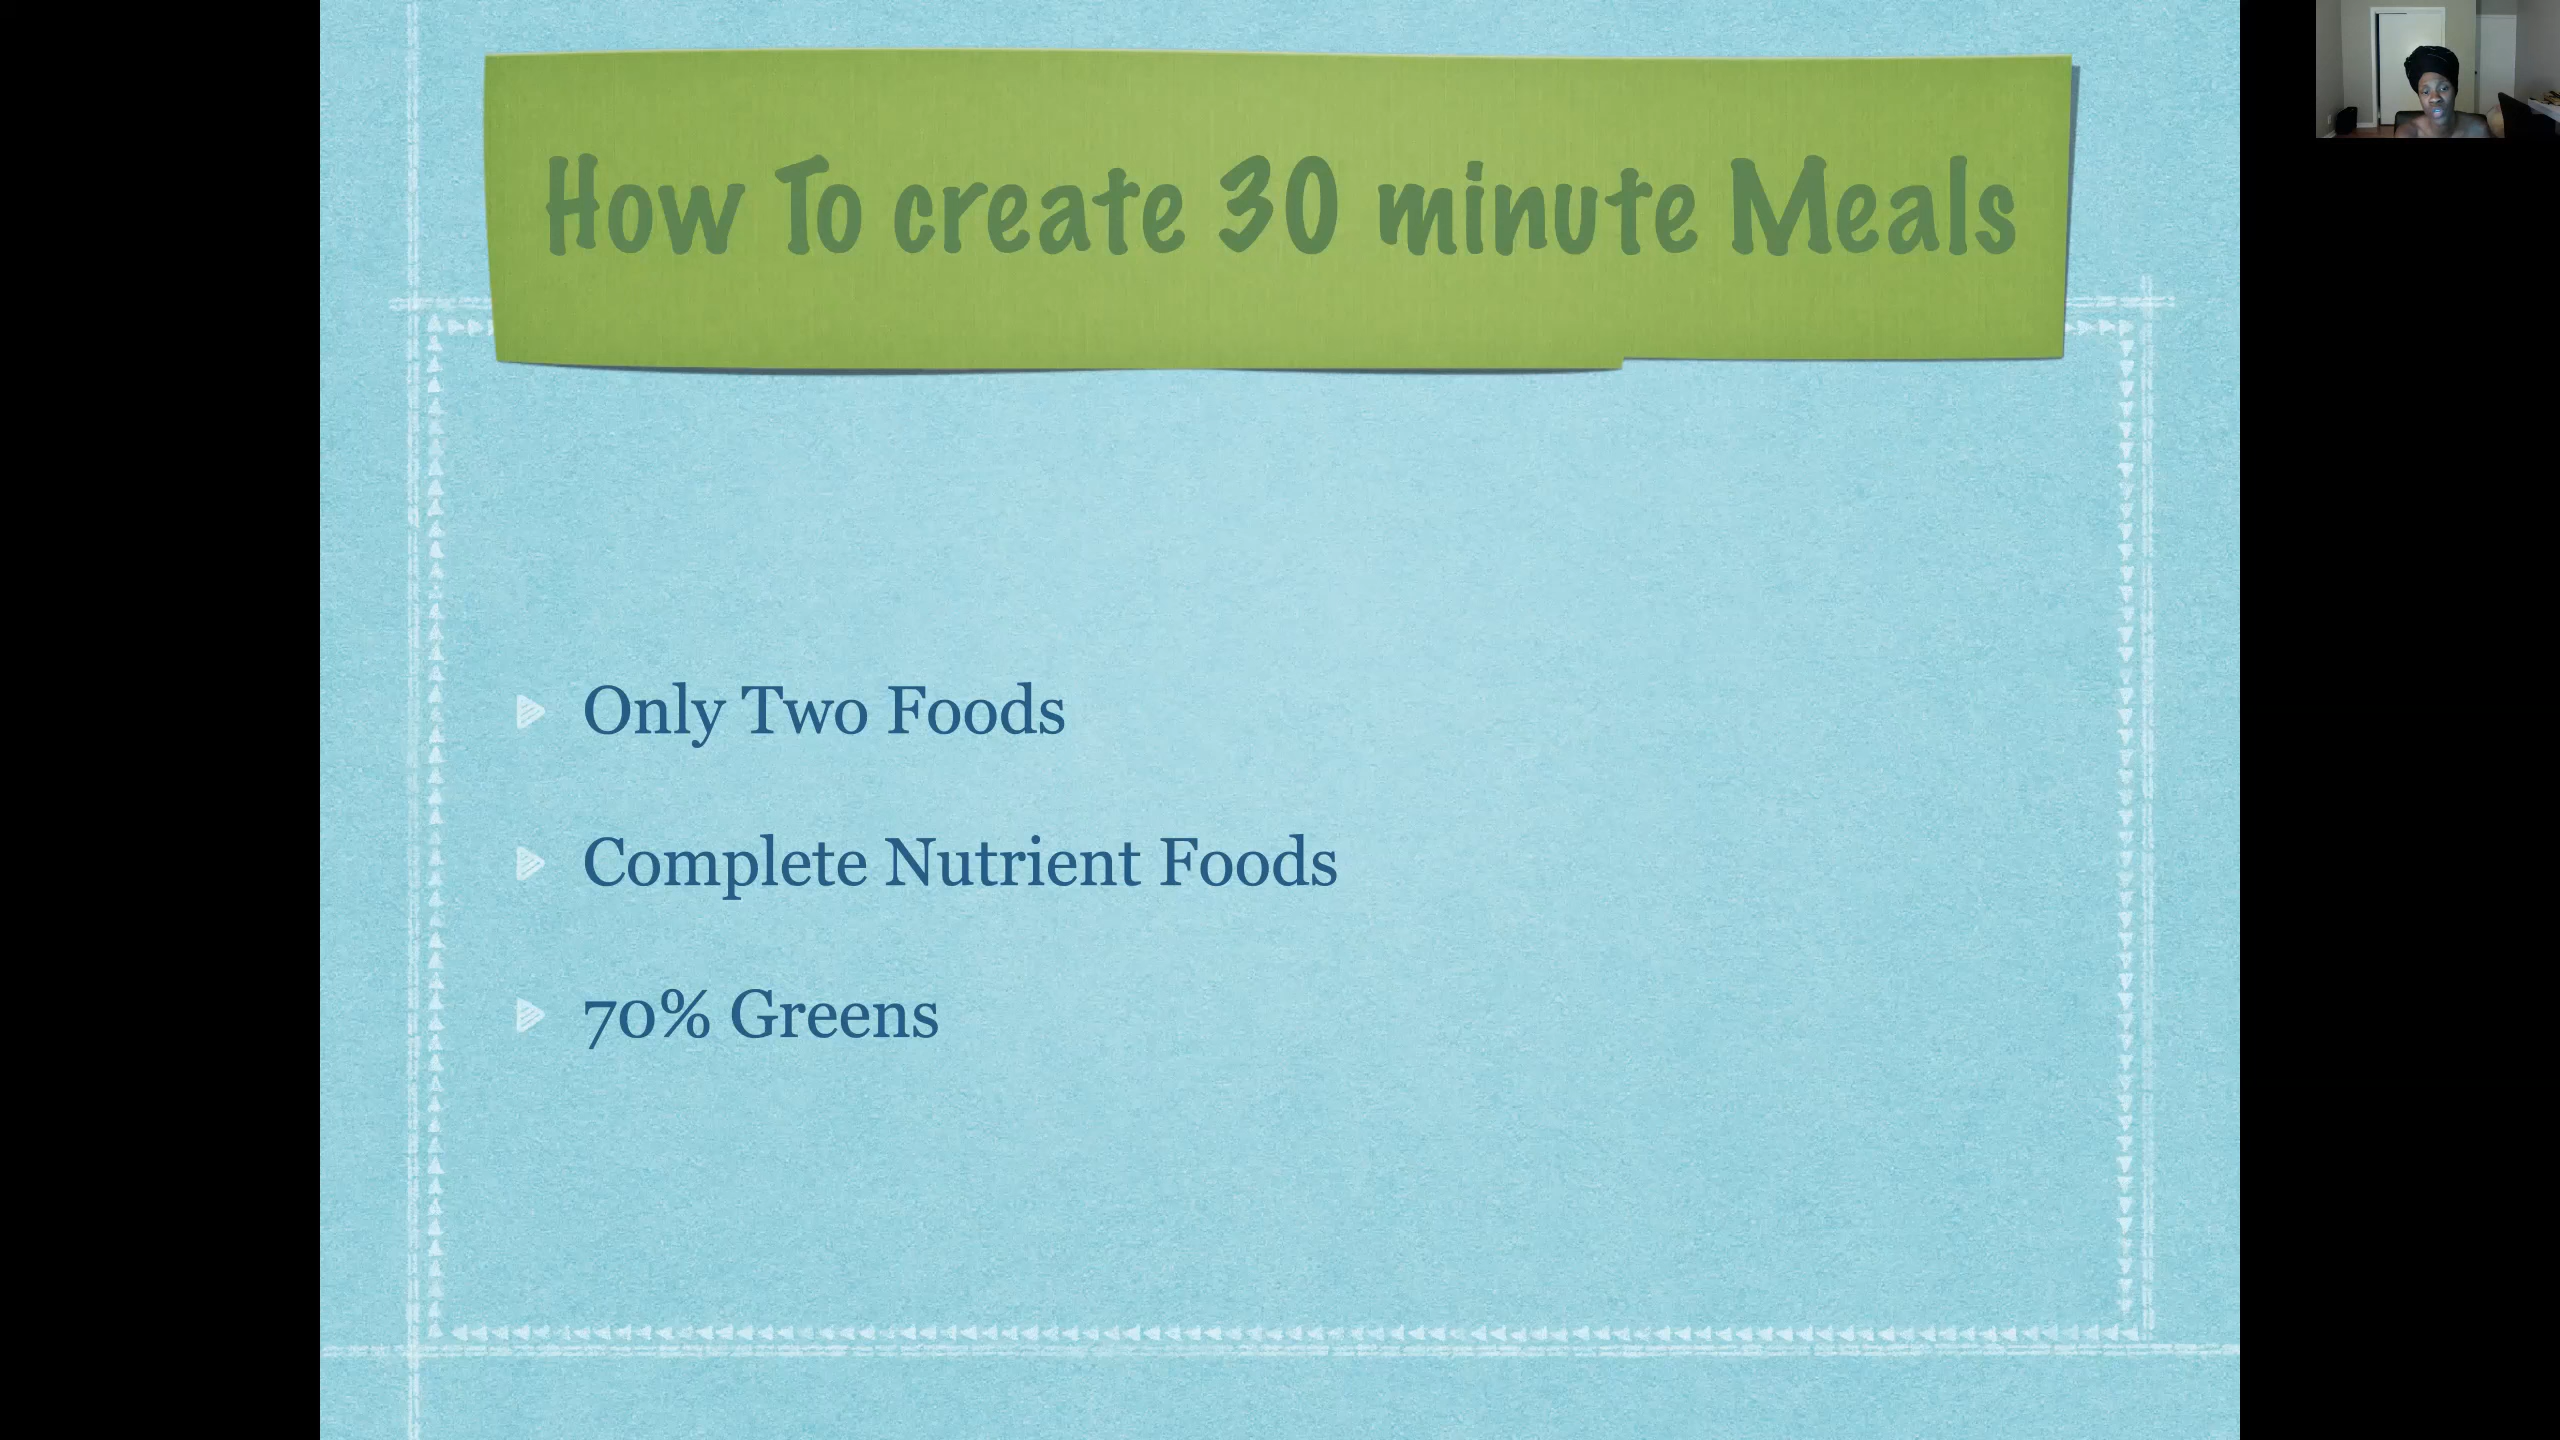 How To create 30 minute Meals
Only Two Foods
Complete Nutrient Foods
70% Greens